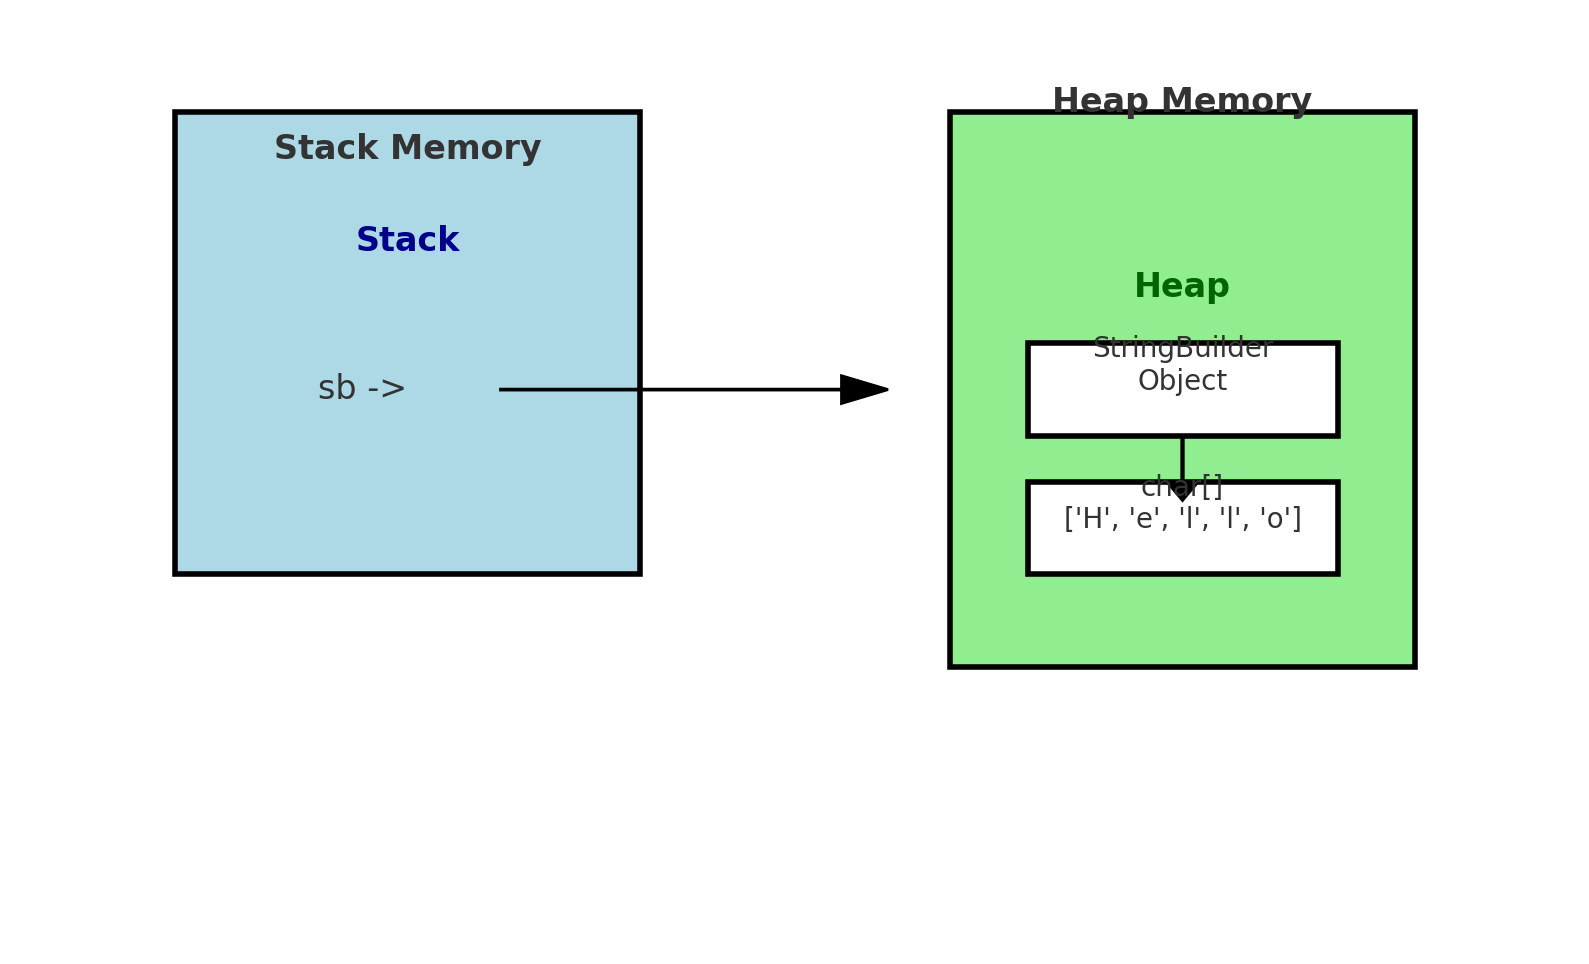 Stack Memory
Stack
sb ->
Heap Memory
Heap
StringBuilder
Object
char[]
['H', 'e', 'l', 'l', 'o']